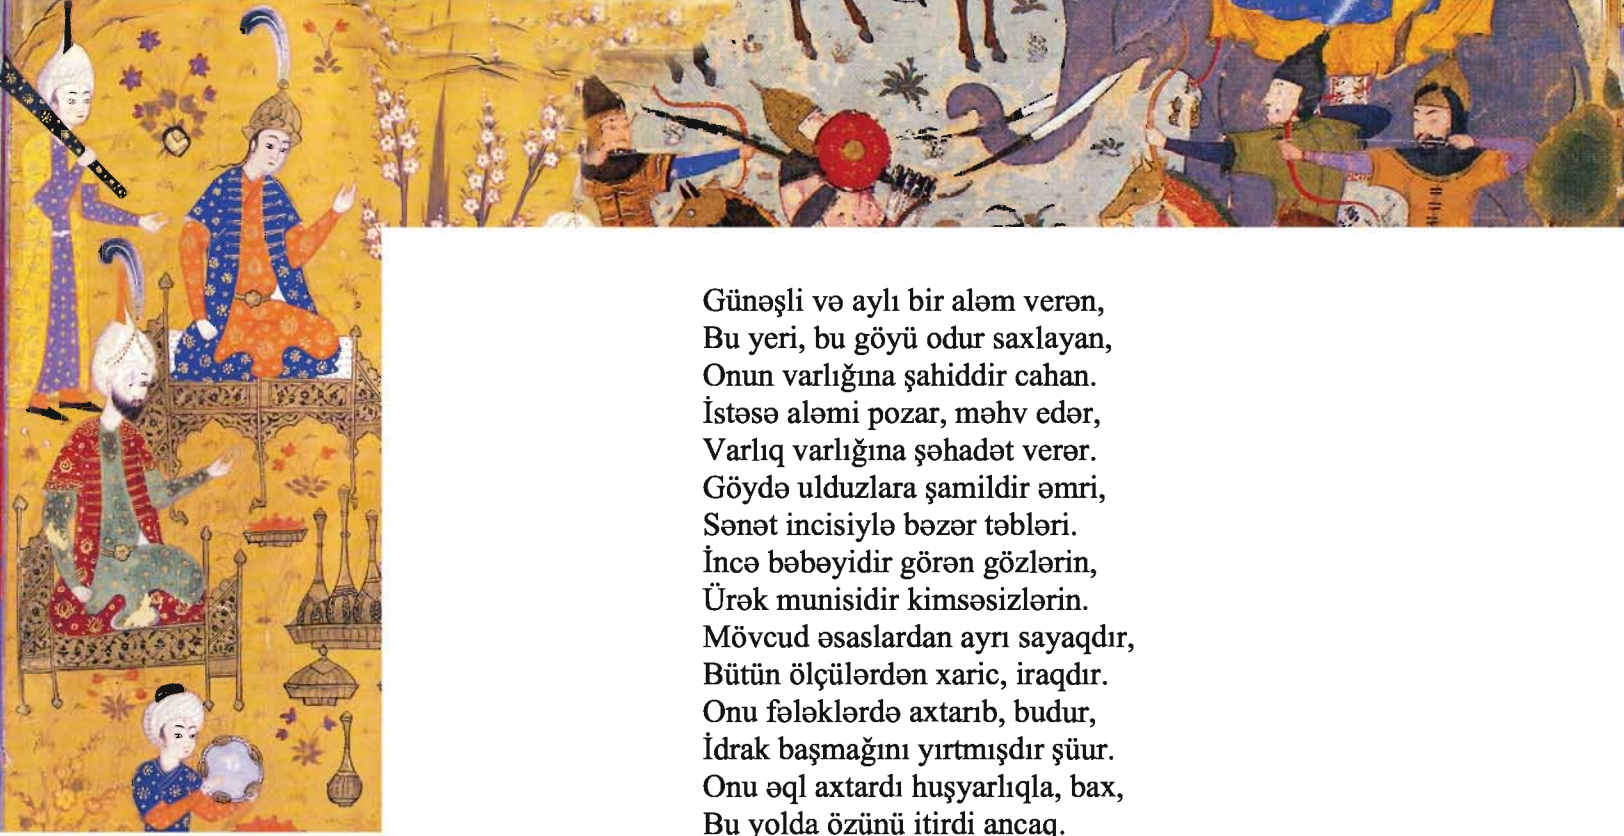 Günəşli və aylı bir aləm verən,
Bu yeri, bu göyü odur saxlayan,
Onun varlığına şahiddir cahan.
İstəsə aləmi pozar, məhv edər,
Varlıq varlığına şəhadət verər.
Göydə ulduzlara şamildir əmri,
Sənət incisiylə bəzər təbləri.
İncə bəbəyidir görən gözlərin,
Ürək munisidir kimsəsizlərin.
Mövcud əsaslardan ayrı sayaqdır,
Bütün ölçülərdən xaric, iraqdır.
Onu fələklərdə axtarıb, budur,
İdrak başmağını yırtmışdır şüur.
Onu əql axtardı huşyarlıqla, bax,
Bu yolda özünü itirdi ancaq.